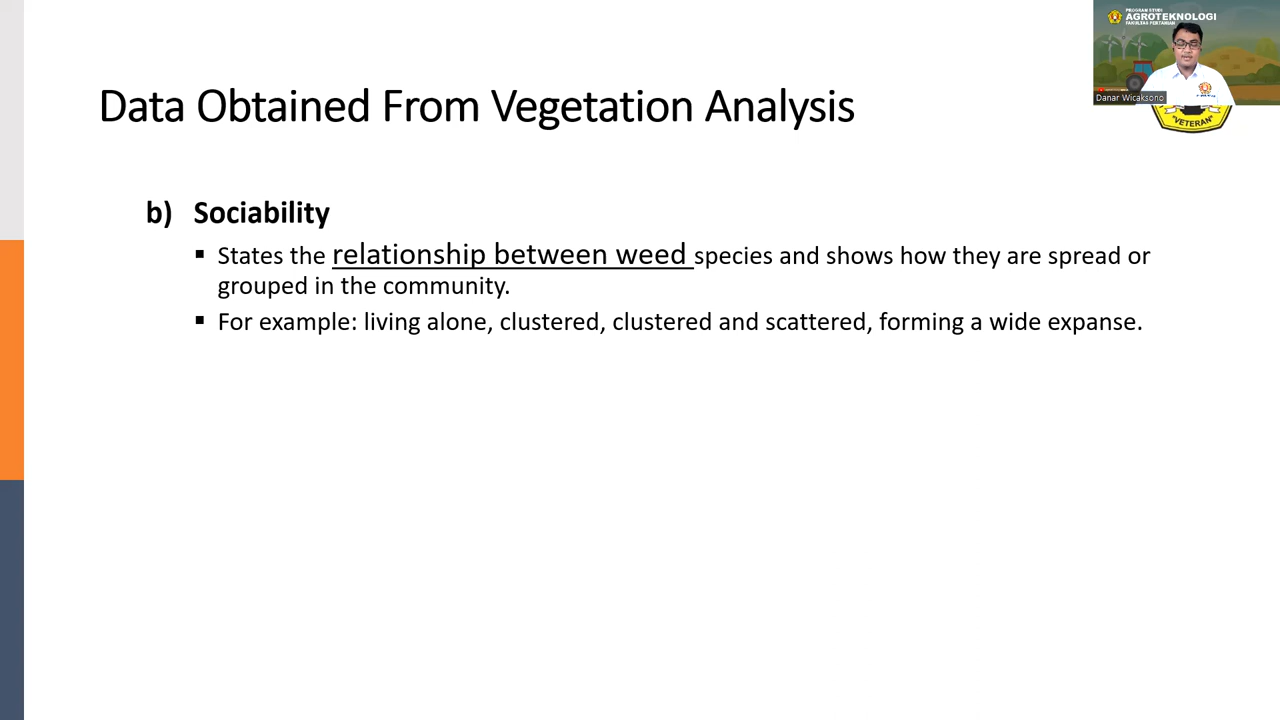 PROGRAM STUDI
AGROTEKNOLOGI
FAKULTAS PERTANIAN
Danar Wicaksono
"VETERAN"
Data Obtained From Vegetation Analysis
b) Sociability
▪ States the relationship between weed species and shows how they are spread or
grouped in the community.
▪ For example: living alone, clustered, clustered and scattered, forming a wide expanse.